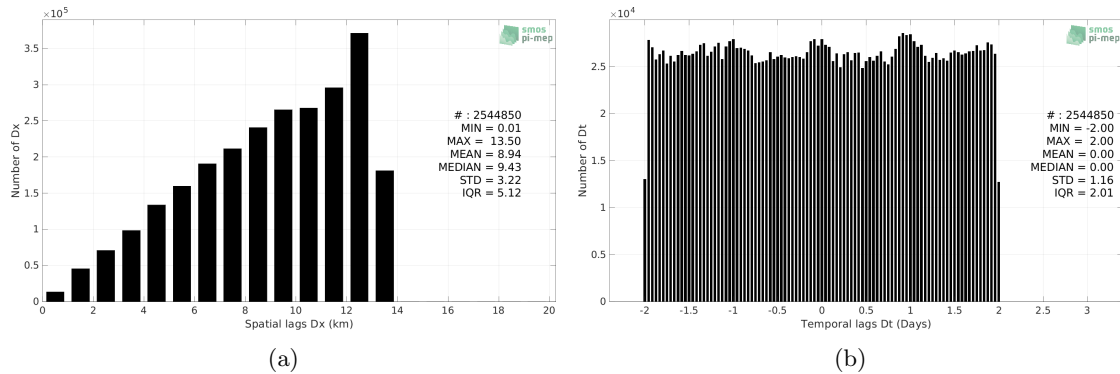 ×10^5
3.5
3
2.5
2
1.5
1
0.5
0
Number of Dx
0 2 4 6 8 10 12 14 16 18 20
Spatial lags Dx (km)
smos
pi-mep
# : 2544850
MIN = 0.01
MAX = 13.50
MEAN = 8.94
MEDIAN = 9.43
STD = 3.22
IQR = 5.12
(a)
×10^4
2.5
2
1.5
1
0.5
0
Number of Dt
-2 -1.5 -1 -0.5 0 0.5 1 1.5 2 2.5 3
Temporal lags Dt (Days)
smos
pi-mep
# : 2544850
MIN = -2.00
MAX = 2.00
MEAN = 0.00
MEDIAN = 0.00
STD = 1.16
IQR = 2.01
(b)